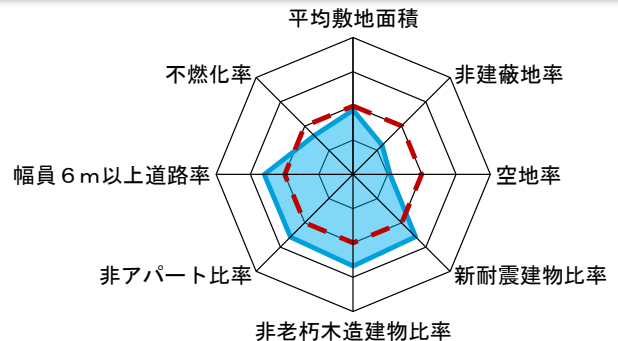 平均敷地面積
不燃化率
非建蔽地率
幅員６ｍ以上道路率
空地率
非アパート比率
新耐震建物比率
非老朽木造建物比率